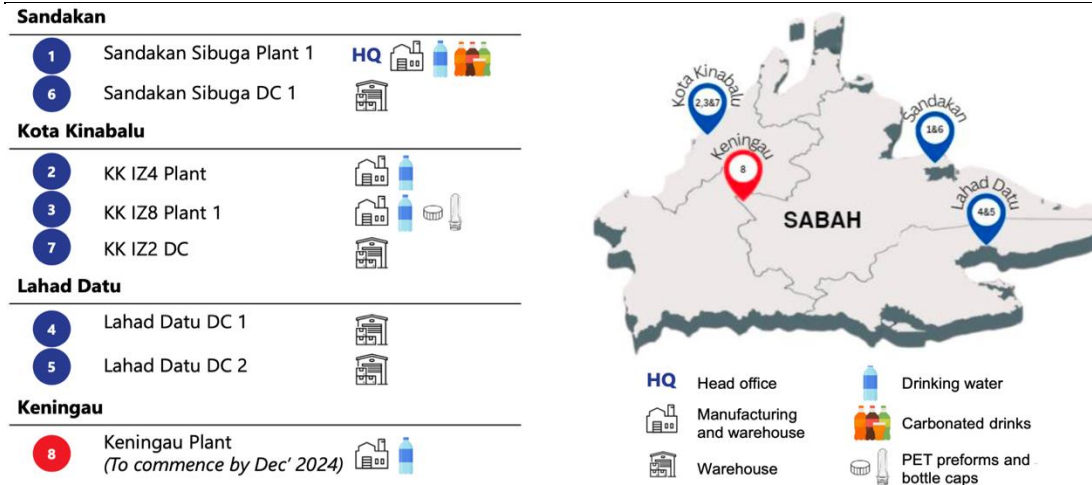 Sandakan
1 Sandakan Sibuga Plant 1 HQ
6 Sandakan Sibuga DC 1
Kota Kinabalu
2 KK IZ4 Plant
3 KK IZ8 Plant 1
7 KK IZ2 DC
Lahad Datu
4 Lahad Datu DC 1
5 Lahad Datu DC 2
Keningau
8 Keningau Plant
(To commence by Dec’ 2024)
Kota Kinabalu
2,3&7
Sandakan
1&6
Keningau
8
Lahad Datu
4&5
SABAH
HQ Head office
Drinking water
Manufacturing
and warehouse
Carbonated drinks
Warehouse
PET preforms and
bottle caps